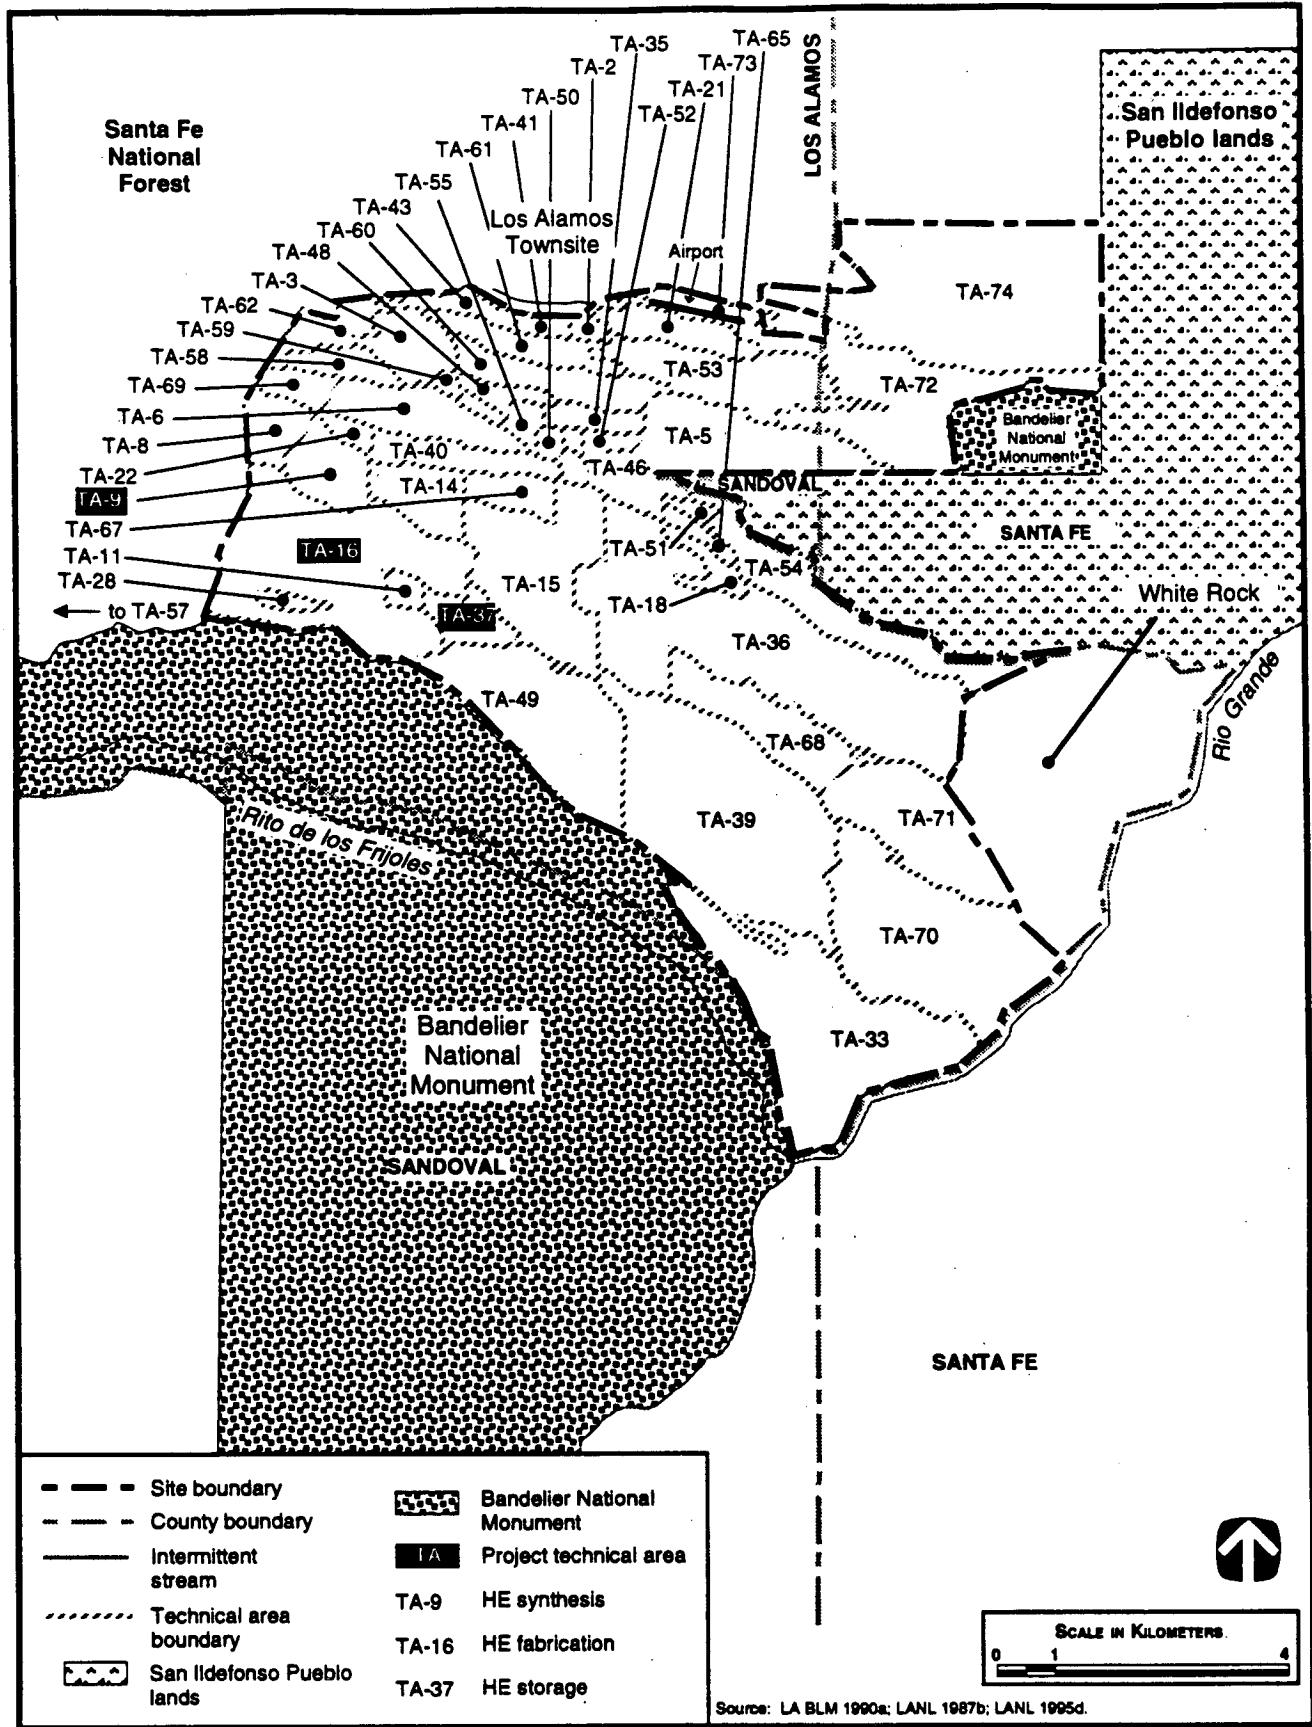 TA-35
TA-65
TA-2
TA-73
TA-50
TA-21
TA-41
TA-52
TA-61
TA-55
TA-43
TA-60
TA-48
TA-3
TA-62
TA-59
TA-58
TA-69
TA-6
TA-8
TA-22
TA-9
TA-67
TA-11
TA-28
to TA-57
Santa Fe
National
Forest
Los Alamos
Townsite
Airport
LOS ALAMOS
San Ildefonso
Pueblo lands
TA-74
TA-53
TA-72
TA-5
Bandelier
National
Monument
TA-40
TA-46
TA-14
SANDOVAL
SANTA FE
TA-16
TA-51
TA-54
TA-15
TA-18
White Rock
TA-37
TA-36
TA-49
Rio Grande
TA-68
TA-39
TA-71
Rito de los Frijoles
TA-70
TA-33
Bandelier
National
Monument
SANDOVAL
SANTA FE
Site boundary
County boundary
Intermittent
stream
Technical area
boundary
San Ildefonso Pueblo
lands
Bandelier National
Monument
TA Project technical area
TA-9 HE synthesis
TA-16 HE fabrication
TA-37 HE storage
SCALE IN KILOMETERS
0 1 4
Source: LA BLM 1990a; LANL 1987b; LANL 1995d.